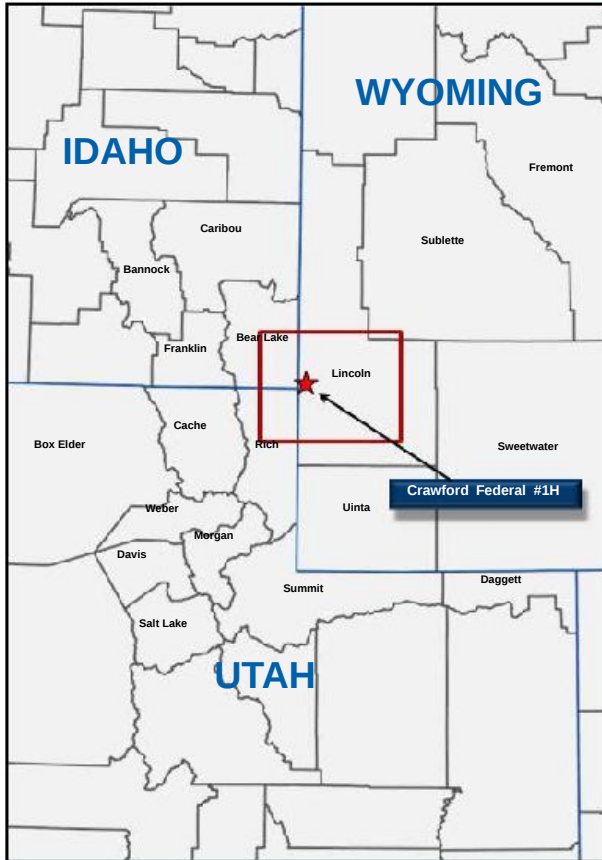 WYOMING
IDAHO
Fremont
Caribou
Sublette
Bannock
Bear Lake
Franklin
Lincoln
Cache
Box Elder
Rich
Sweetwater
Crawford Federal #1H
Weber
Uinta
Morgan
Davis
Daggett
Summit
Salt Lake
UTAH